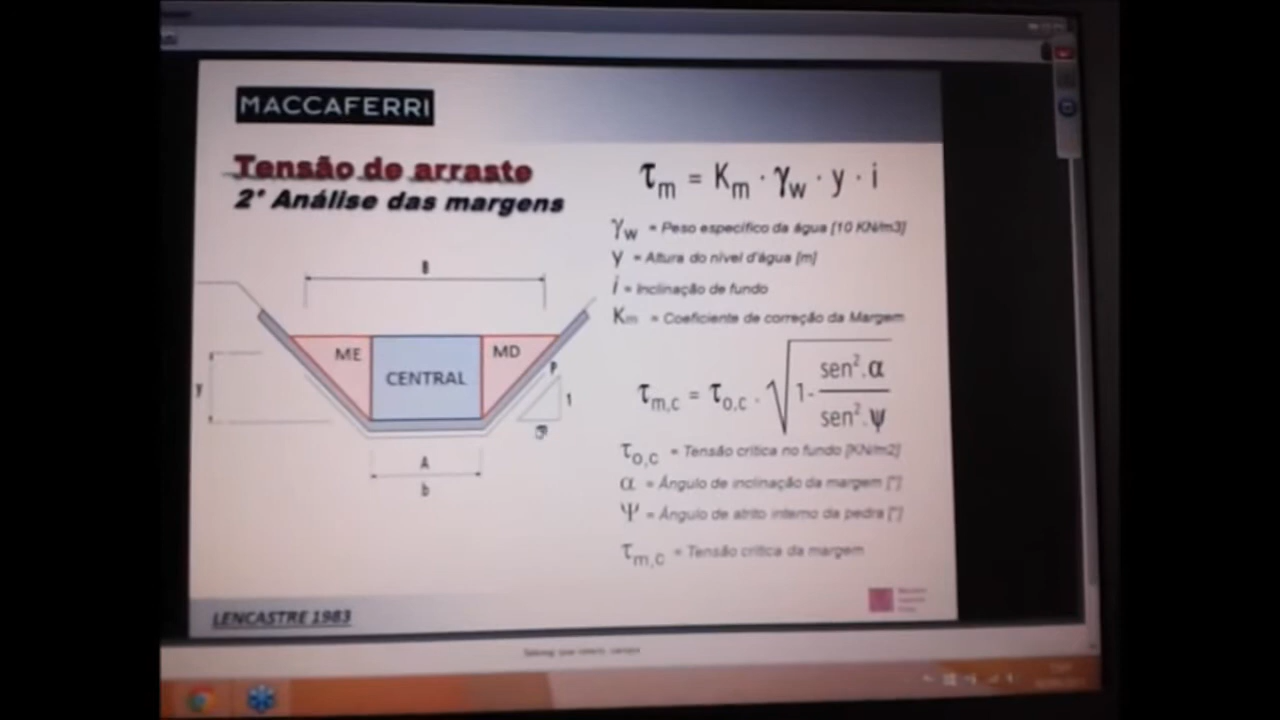 MACCAFERRI
Tensão de arraste
2° Análise das margens
τm = Km · γw · y · i
γw = Peso específico da água [10 KN/m3]
y = Altura do nível d'água [m]
i = Inclinação de fundo
Km = Coeficiente de correção da Margem
B
ME
CENTRAL
MD
y
P
1
A
b
τm,c = τo,c · √1- sen².α / sen².ψ
τo,c = Tensão crítica no fundo [KN/m2]
α = Ângulo de inclinação da margem [°]
Ψ = Ângulo de atrito interno da pedra [°]
τm,c = Tensão crítica da margem
LENCASTRE 1983